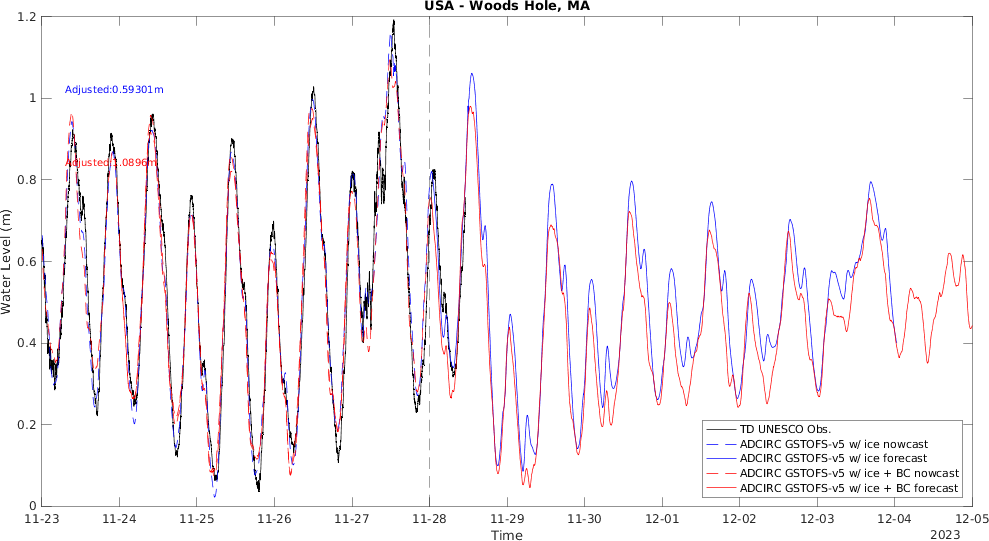 USA - Woods Hole, MA
1.2
1
0.8
0.6
0.4
0.2
0
Water Level (m)
Adjusted:0.59301m
Adjusted:1.0896m
TD UNESCO Obs.
ADCIRC GSTOFS-v5 w/ ice nowcast
ADCIRC GSTOFS-v5 w/ ice forecast
ADCIRC GSTOFS-v5 w/ ice + BC nowcast
ADCIRC GSTOFS-v5 w/ ice + BC forecast
11-23 11-24 11-25 11-26 11-27 11-28 11-29 11-30 12-01 12-02 12-03 12-04 12-05
Time
2023